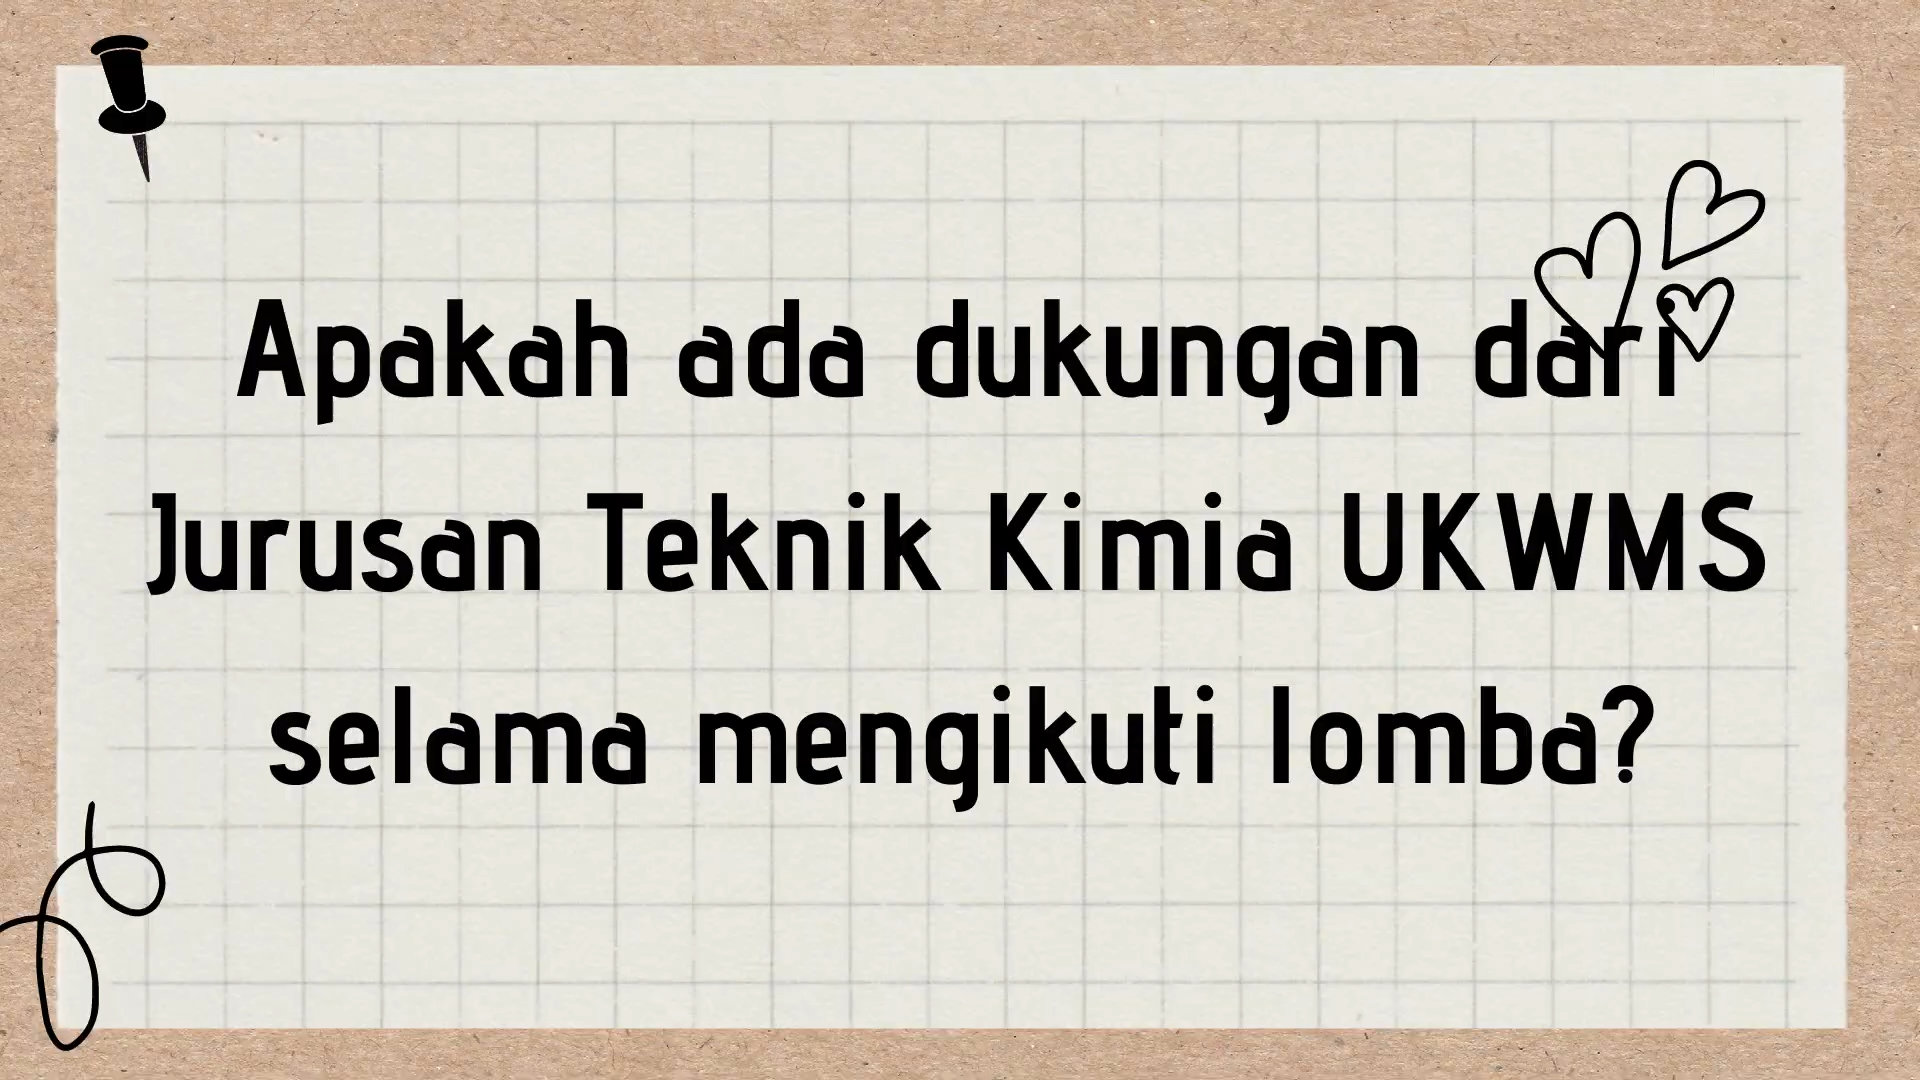 Apakah ada dukungan dari
Jurusan Teknik Kimia UKWMS
selama mengikuti lomba?